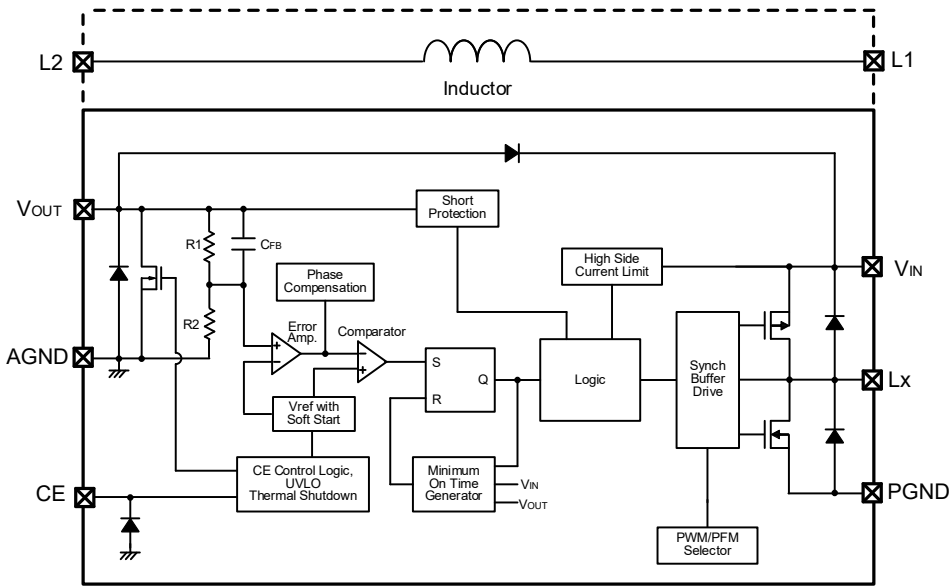 L2
L1
Inductor
VOUT
Short
Protection
R1
CFB
High Side
Current Limit
VIN
Phase
Compensation
R2
Error
Amp.
Comparator
AGND
+
−
−
+
S
Q
R
Logic
Synch
Buffer
Drive
Lx
Vref with
Soft Start
CE Control Logic,
UVLO
Thermal Shutdown
Minimum
On Time
Generator
VIN
VOUT
CE
PGND
PWM/PFM
Selector